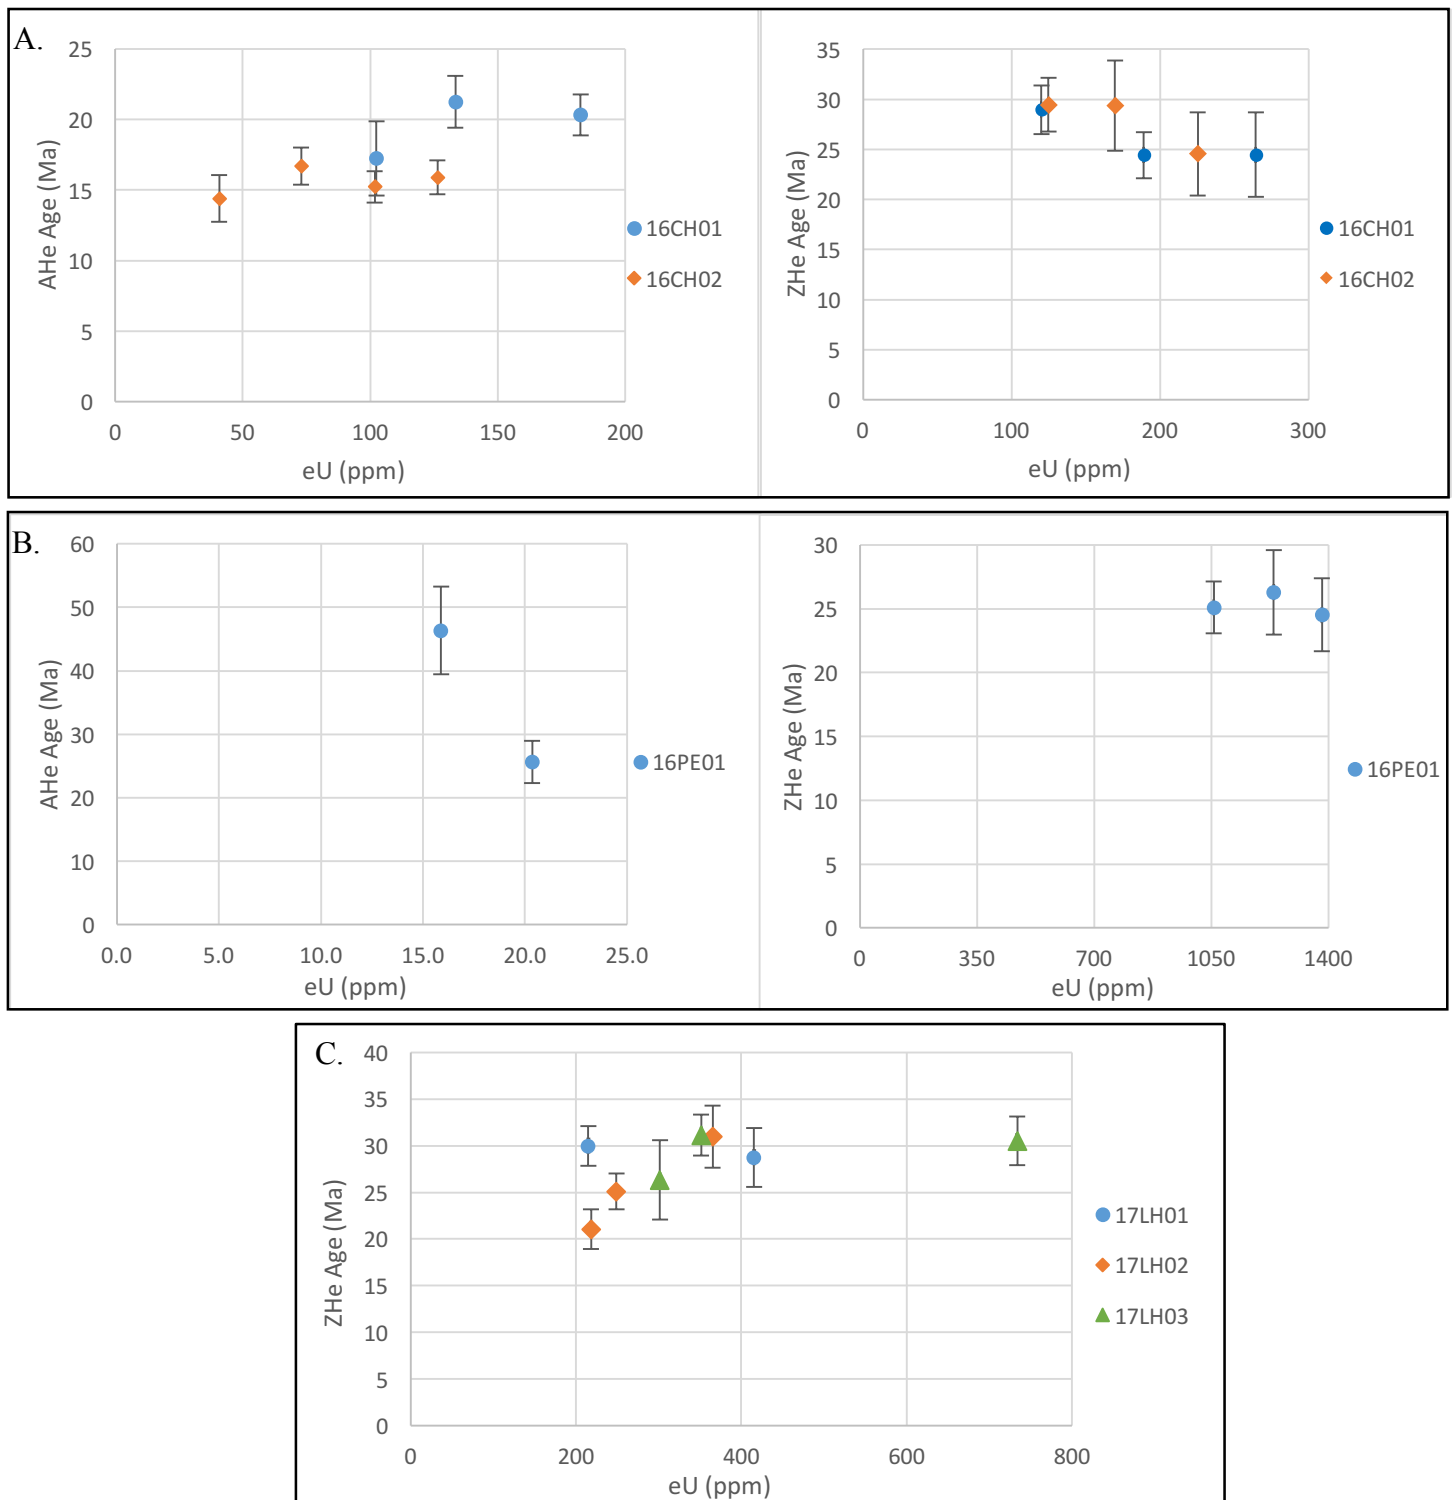 A.
25
20
15
10
5
0
AHe Age (Ma)
0 50 100 150 200
eU (ppm)
16CH01
16CH02
35
30
25
20
15
10
5
0
ZHe Age (Ma)
0 100 200 300
eU (ppm)
16CH01
16CH02
B.
60
50
40
30
20
10
0
AHe Age (Ma)
0.0 5.0 10.0 15.0 20.0 25.0
eU (ppm)
16PE01
30
25
20
15
10
5
0
ZHe Age (Ma)
0 350 700 1050 1400
eU (ppm)
16PE01
C.
40
35
30
25
20
15
10
5
0
ZHe Age (Ma)
0 200 400 600 800
eU (ppm)
17LH01
17LH02
17LH03